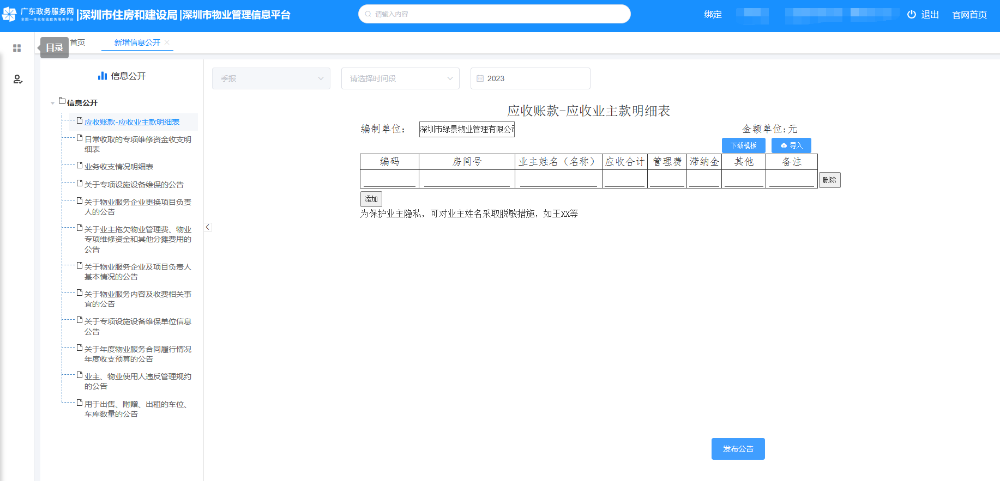 广东政务服务网
全国一体化在线政务服务平台
|深圳市住房和建设局|深圳市物业管理信息平台
请输入内容
绑定
退出
官网首页
目录
首页
新增信息公开
信息公开
季报
请选择时间段
2023
信息公开
应收账款-应收业主款明细表
日常收取的专项维修资金收支明
细表
业务收支情况明细表
关于专项设施设备维保的公告
关于物业服务企业更换项目负责
人的公告
关于业主拖欠物业管理费、物业
专项维修资金和其他分摊费用的
公告
关于物业服务企业及项目负责人
基本情况的公告
关于物业服务内容及收费相关事
宜的公告
关于专项设施设备维保单位信息
公告
关于年度物业服务合同履行情况
年度收支预算的公告
业主、物业使用人违反管理规约
的公告
用于出售、附赠、出租的车位、
车库数量的公告
应收账款-应收业主款明细表
编制单位：
深圳市绿景物业管理有限公司
金额单位:元
下载模板
导入
编码 房间号 业主姓名（名称） 应收合计 管理费 滞纳金 其他 备注
删除
添加
为保护业主隐私，可对业主姓名采取脱敏措施，如王XX等
发布公告